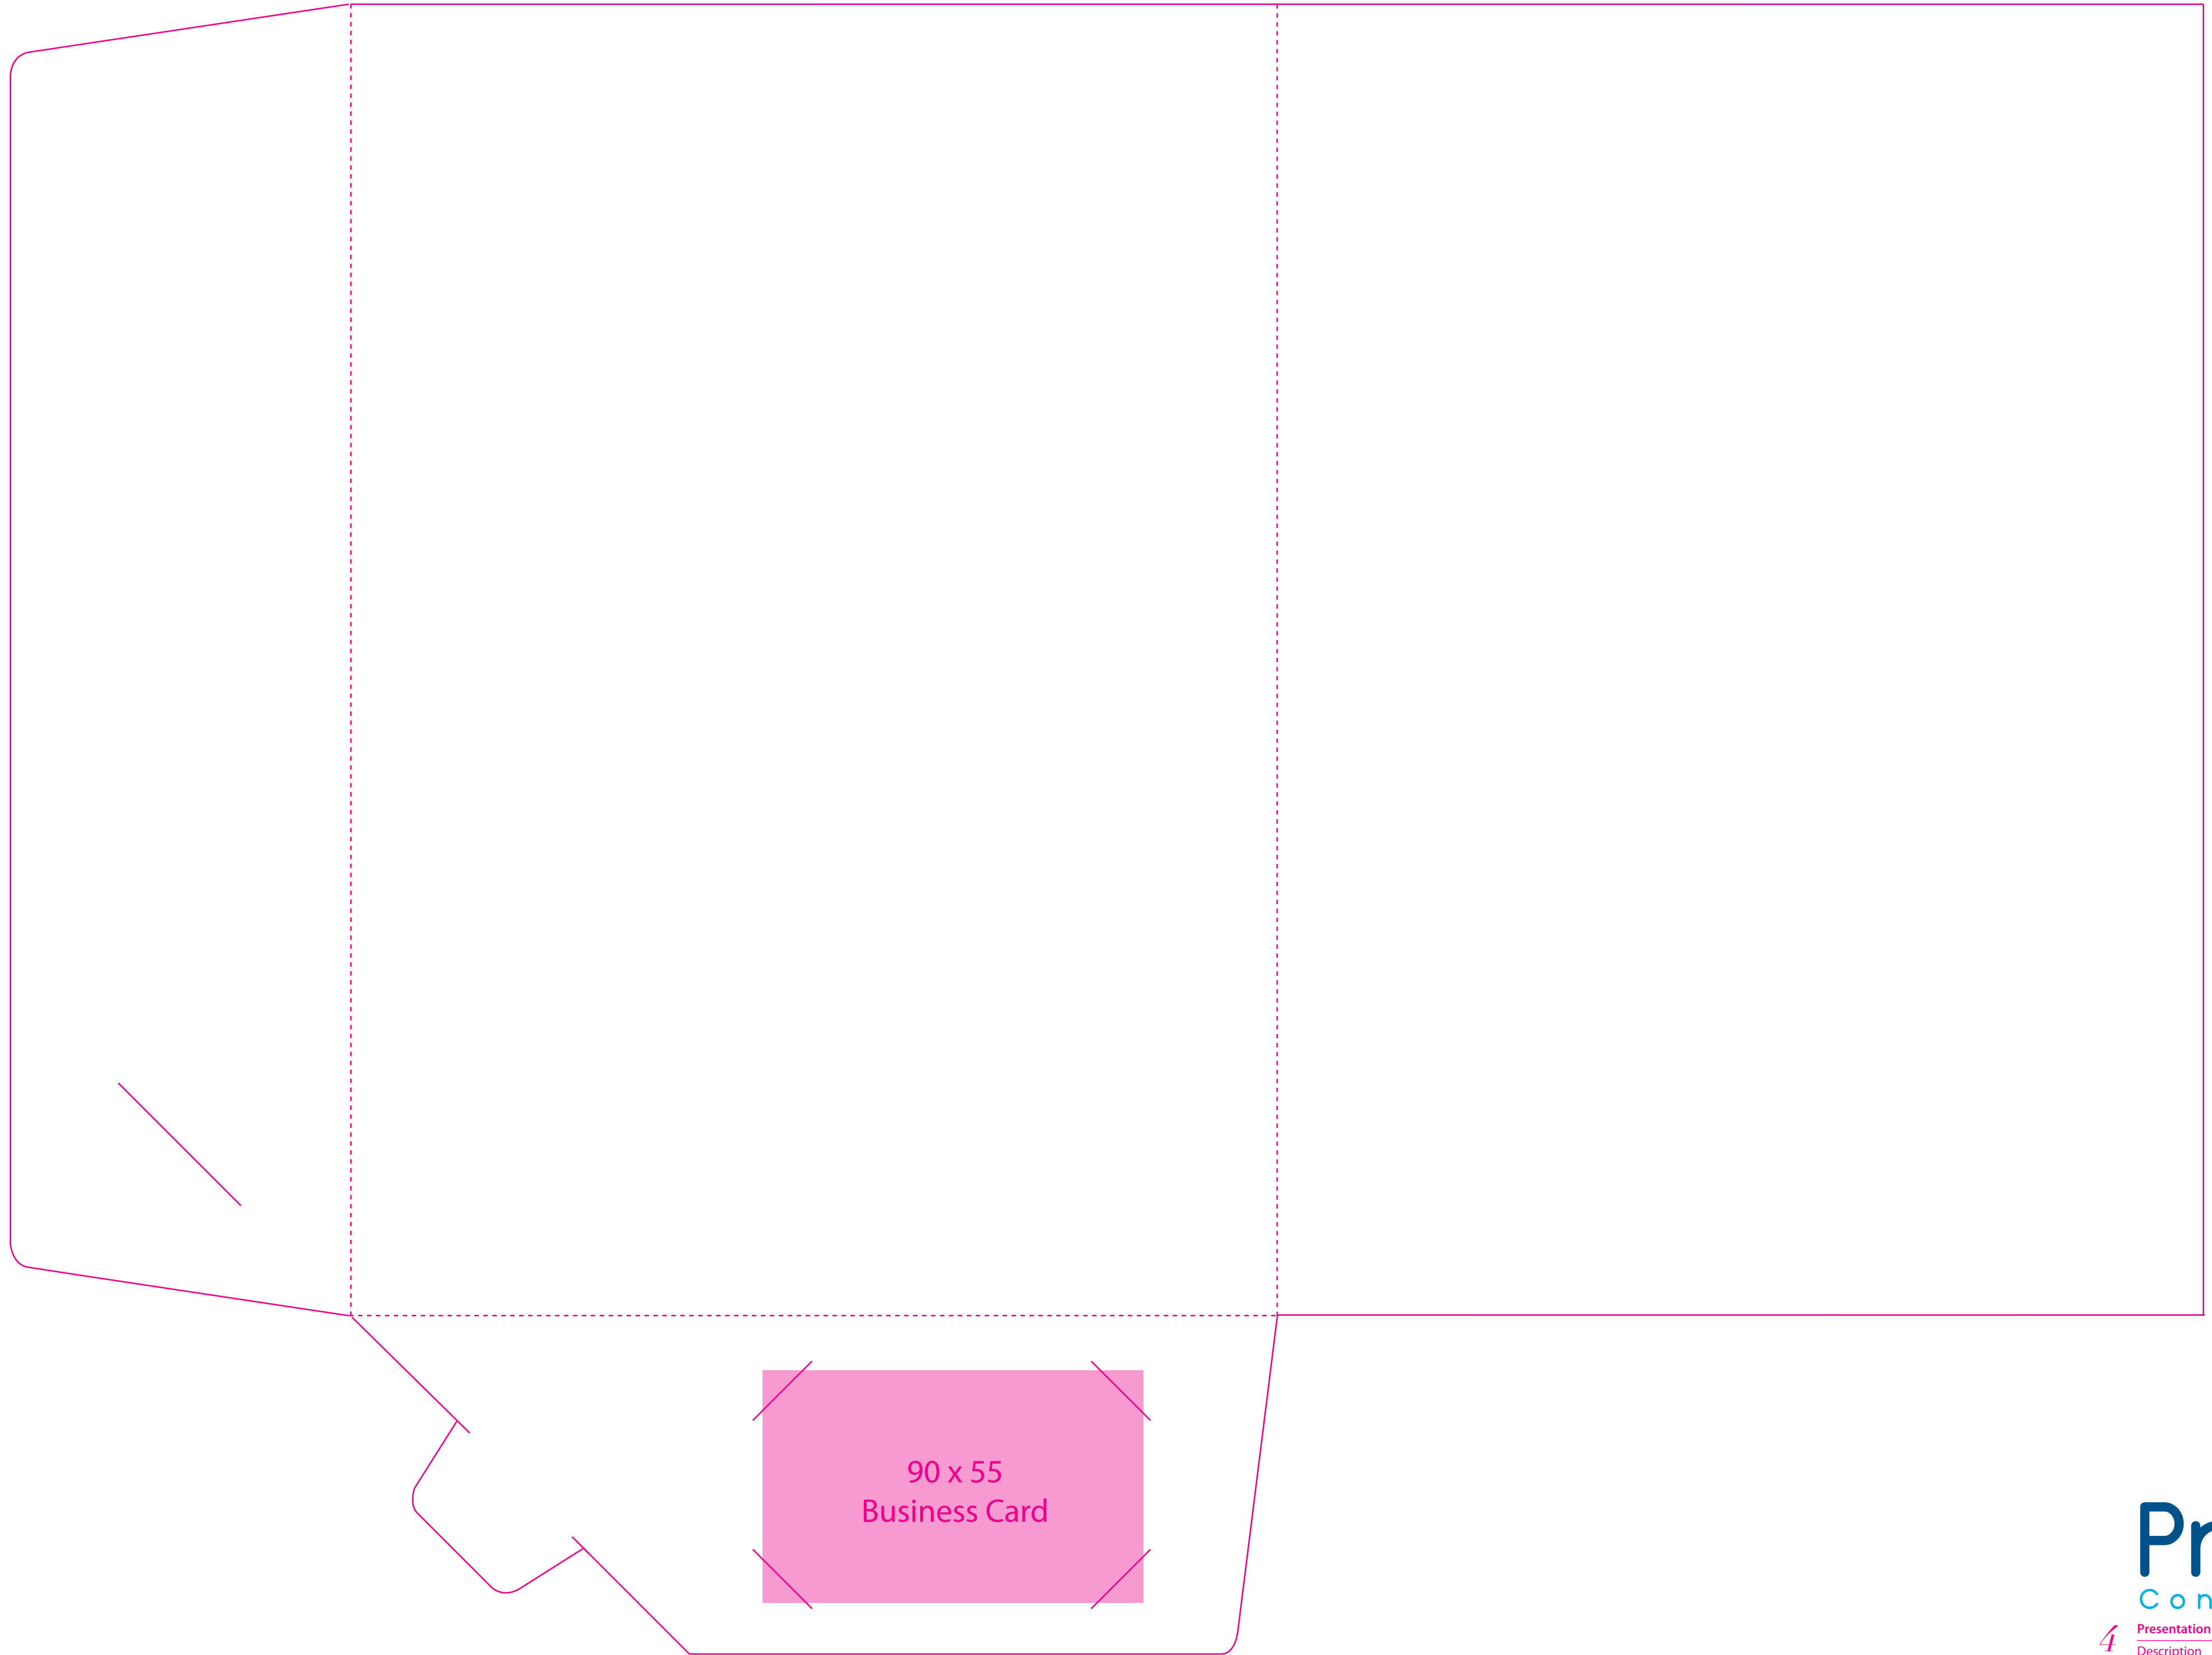 90 x 55
Business Card
Pr
Con
4 Presentation
Description